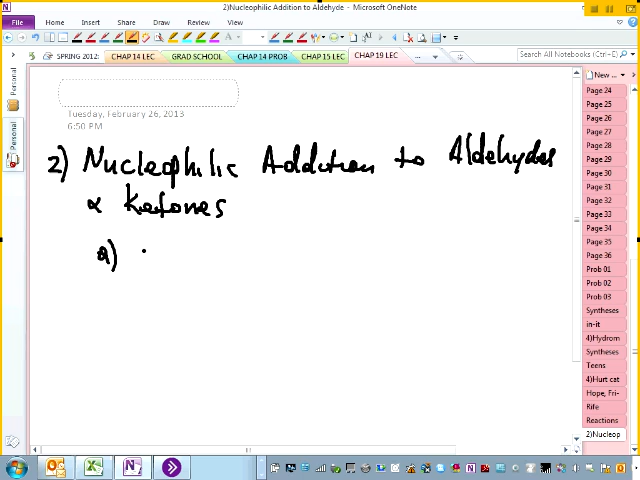 2)Nucleophilic Addition to Aldehyde - Microsoft OneNote
File Home Insert Share Draw Review View
SPRING 2012: CHAP 14 LEC GRAD SCHOOL CHAP 14 PROB CHAP 15 LEC CHAP 19 LEC ... Search All Notebooks (Ctrl+E)
Personal
Personal
Tuesday, February 26, 2013
6:50 PM
2) Nucleophilic Addition to Aldehydes
& Ketones
a)
New ...
Page 24
Page 25
Page 26
Page 27
Page 28
Page 29
Page 30
Page 31
Page 32
Page 33
Page 34
Page 35
Page 36
Prob 01
Prob 02
Prob 03
Syntheses
in-it
4)Hydrom
Syntheses
Teens
4)Hurt cat
Hope, Fri-
Rife
Reactions
2)Nucleop
6:50 PM